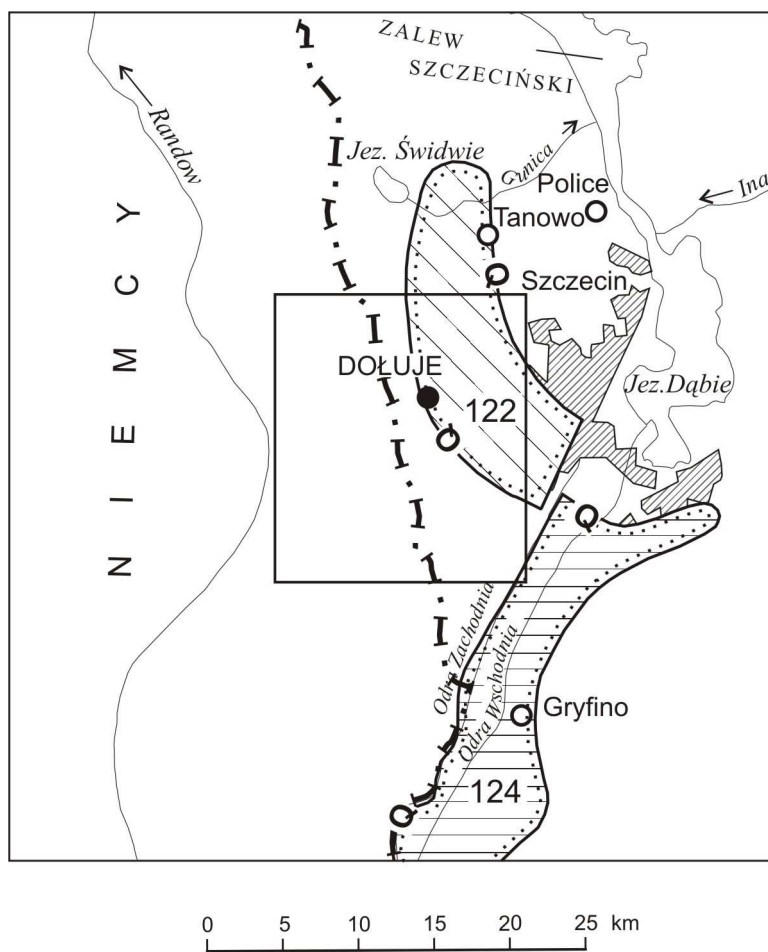 ZALEW
SZCZECIŃSKI
Randow
Jez. Świdwie
Gunica
Police
Ina
Tanowo
Q
Szczecin
NIEMCY
DOŁUJE
Jez.Dąbie
122
Q
Q
Odra Zachodnia
Odra Wschodnia
Gryfino
124
Q
0 5 10 15 20 25 km